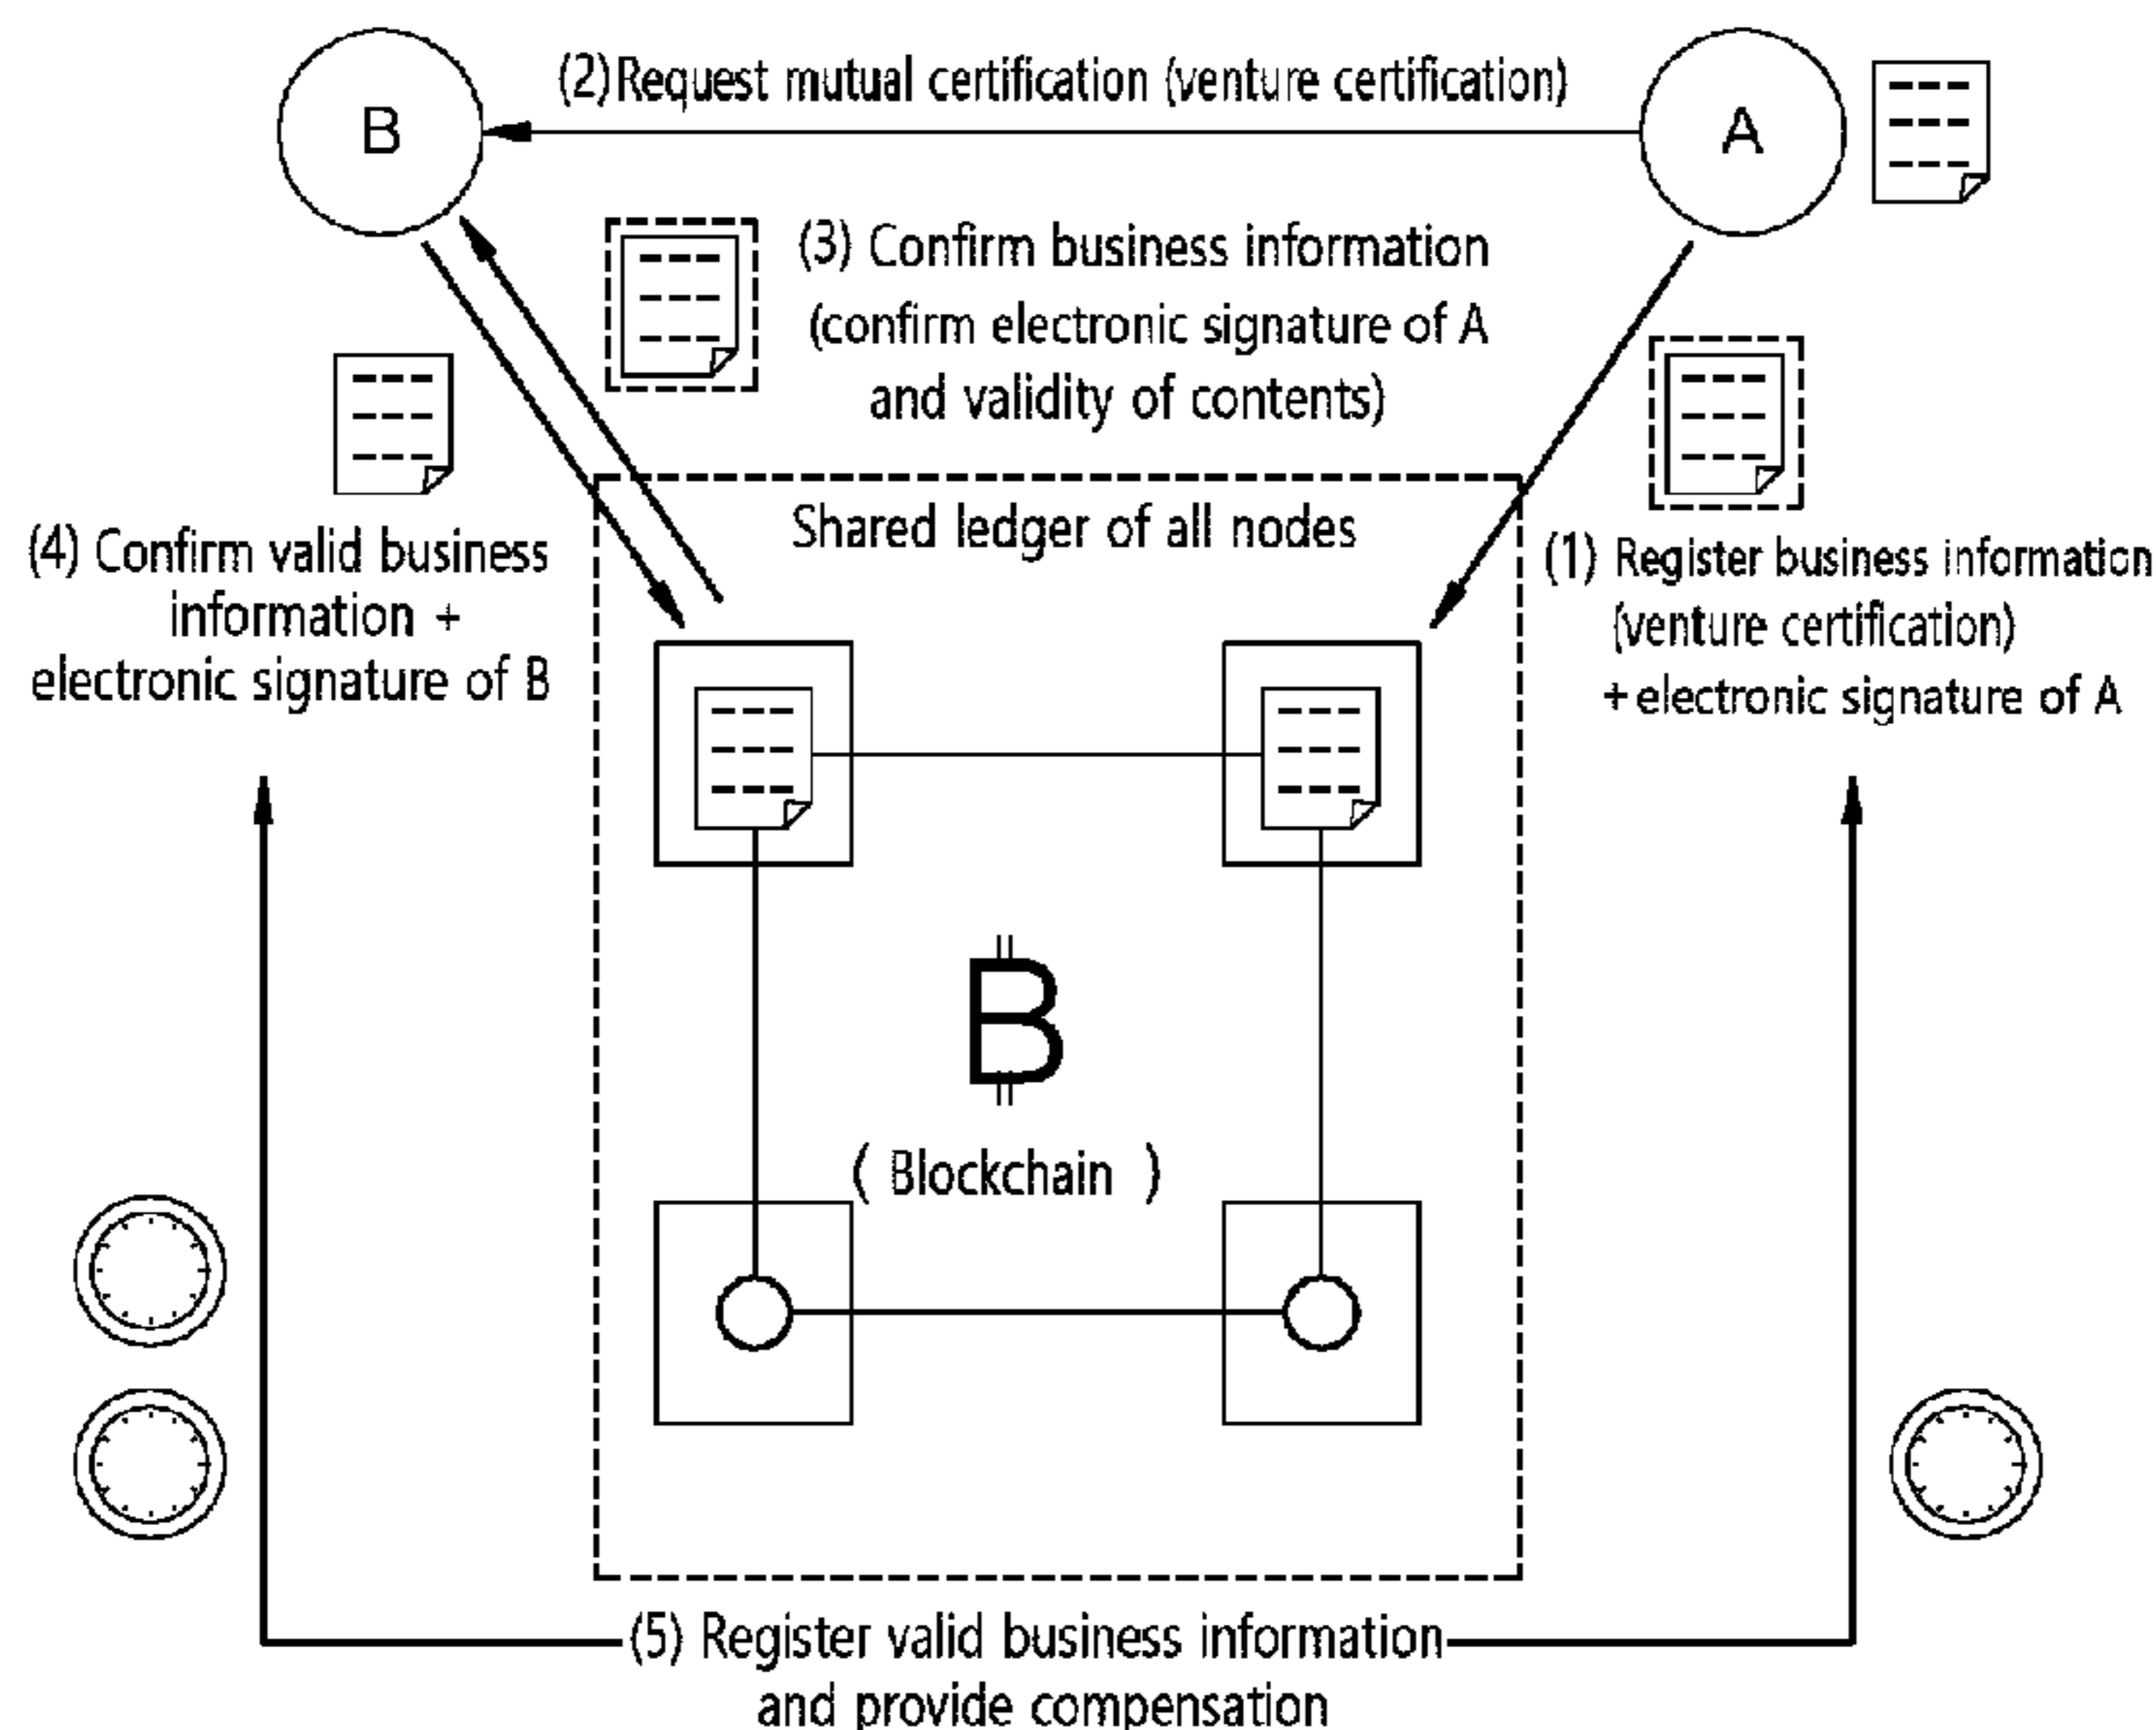 B
(2)Request mutual certification (venture certification)
A
(3) Confirm business information
(confirm electronic signature of A
and validity of contents)
Shared ledger of all nodes
(4) Confirm valid business
information +
electronic signature of B
(1) Register business information
(venture certification)
+electronic signature of A
₿
( Blockchain )
(5) Register valid business information
and provide compensation